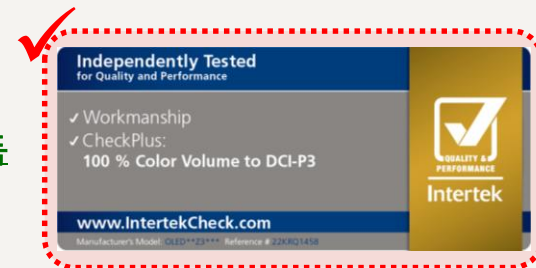 Independently Tested
for Quality and Performance
✓ Workmanship
✓ CheckPlus:
100 % Color Volume to DCI-P3
QUALITY &
PERFORMANCE
Intertek
www.IntertekCheck.com
Manufacturer's Model: OLED**Z3*** Reference # 22KRQ1458